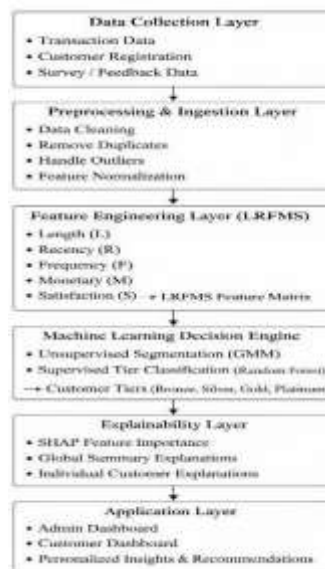 Data Collection Layer
• Transaction Data
• Customer Registration
• Survey / Feedback Data
Preprocessing & Ingestion Layer
• Data Cleaning
• Remove Duplicates
• Handle Outliers
• Feature Normalization
Feature Engineering Layer (LRFMS)
• Length (L)
• Recency (R)
• Frequency (F)
• Monetary (M)
• Satisfaction (S) → LRFMS Feature Matrix
Machine Learning Decision Engine
• Unsupervised Segmentation (GMM)
• Supervised Tier Classification (Random Forest)
→ Customer Tiers (Bronze, Silver, Gold, Platinum)
Explainability Layer
• SHAP Feature Importance
• Global Summary Explanations
• Individual Customer Explanations
Application Layer
• Admin Dashboard
• Customer Dashboard
• Personalized Insights & Recommendations